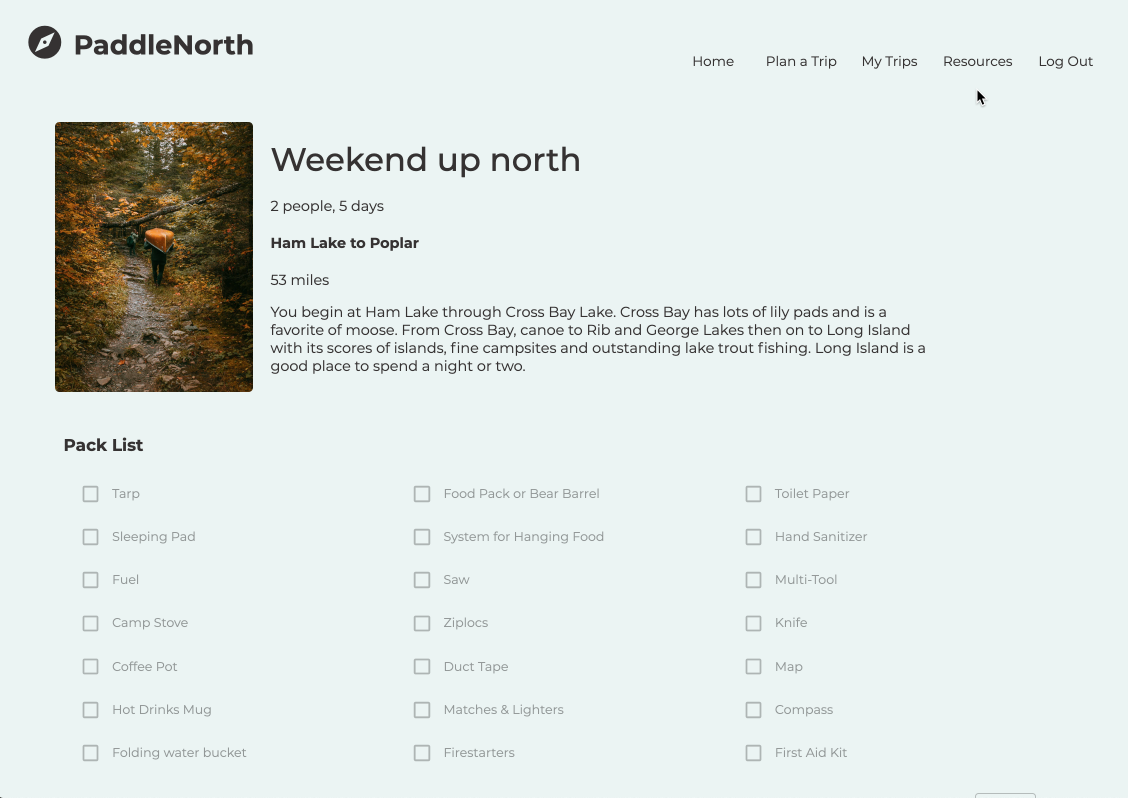 PaddleNorth
Home Plan a Trip My Trips Resources Log Out
Weekend up north
2 people, 5 days
Ham Lake to Poplar
53 miles
You begin at Ham Lake through Cross Bay Lake. Cross Bay has lots of lily pads and is a
favorite of moose. From Cross Bay, canoe to Rib and George Lakes then on to Long Island
with its scores of islands, fine campsites and outstanding lake trout fishing. Long Island is a
good place to spend a night or two.
Pack List
Tarp Food Pack or Bear Barrel Toilet Paper
Sleeping Pad System for Hanging Food Hand Sanitizer
Fuel Saw Multi-Tool
Camp Stove Ziplocs Knife
Coffee Pot Duct Tape Map
Hot Drinks Mug Matches & Lighters Compass
Folding water bucket Firestarters First Aid Kit